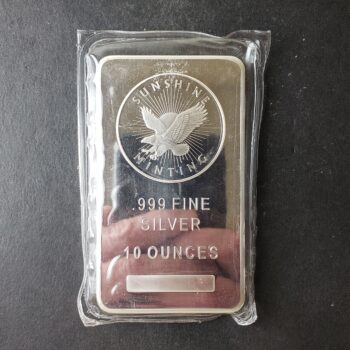 SUNSHINE
MINTING
.999 FINE
SILVER
10 OUNCES